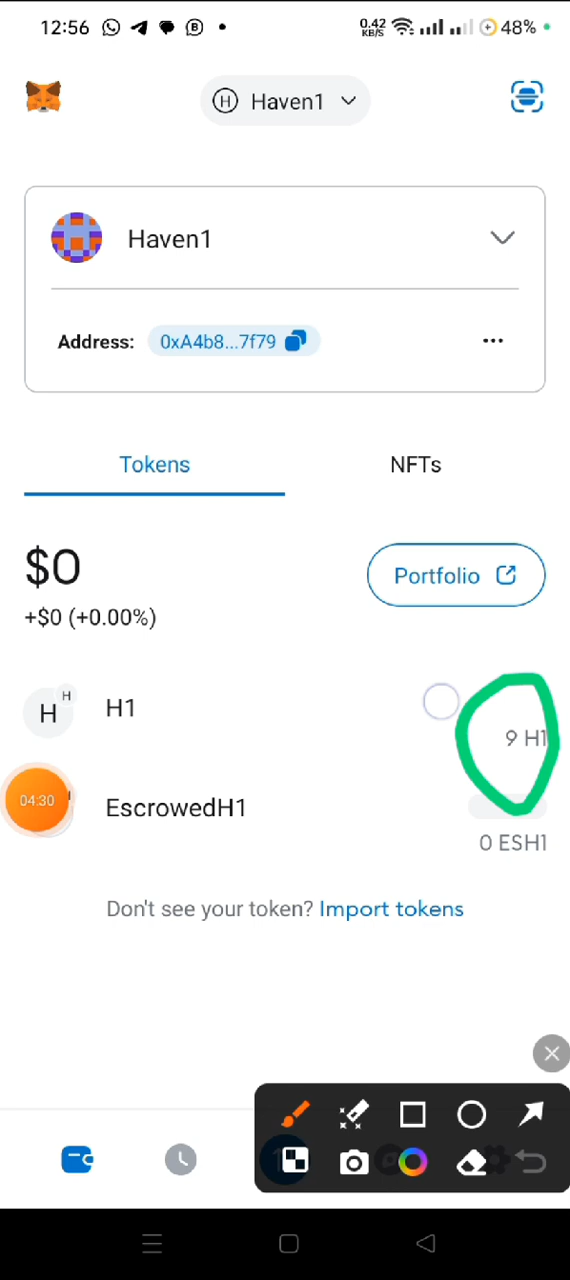 12:56
0.42 KB/S
48%
H Haven1
Haven1
Address: 0xA4b8...7f79
Tokens NFTs
$0
Portfolio
+$0 (+0.00%)
H H H1
9 H1
04:30 EscrowedH1
0 ESH1
Don't see your token? Import tokens